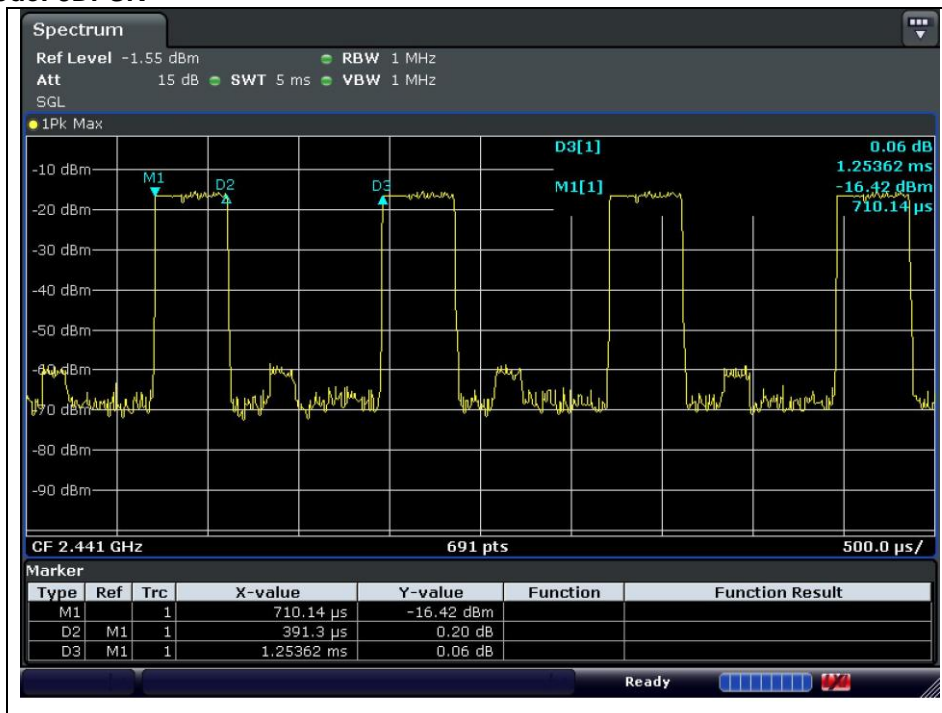 Spectrum
Ref Level -1.55 dBm RBW 1 MHz
Att 15 dB SWT 5 ms VBW 1 MHz
SGL
1Pk Max
D3[1] 0.06 dB
1.25362 ms
M1[1] -16.42 dBm
710.14 µs
M1
D2
D3
-10 dBm
-20 dBm
-30 dBm
-40 dBm
-50 dBm
-60 dBm
-70 dBm
-80 dBm
-90 dBm
CF 2.441 GHz 691 pts 500.0 µs/
Marker
Type Ref Trc X-value Y-value Function Function Result
M1 1 710.14 µs -16.42 dBm
D2 M1 1 391.3 µs 0.20 dB
D3 M1 1 1.25362 ms 0.06 dB
Ready